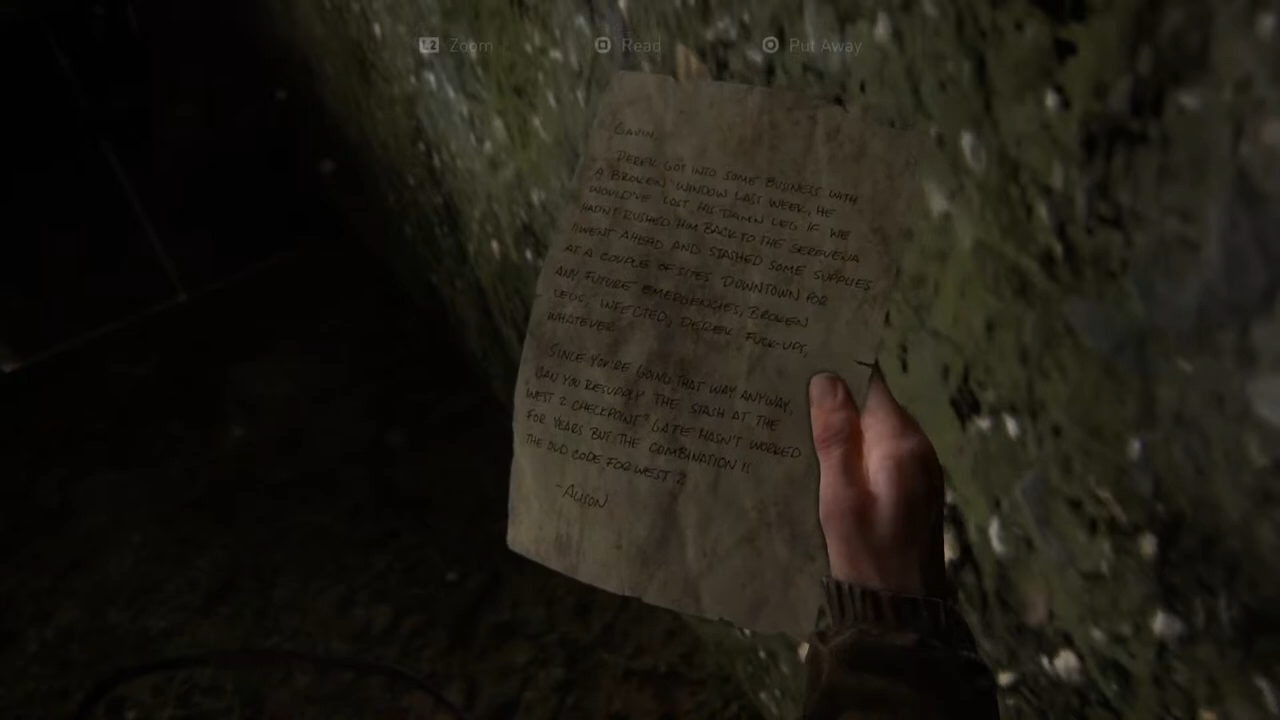 L2 Zoom
Read
Put Away
GAVIN,
DEREK GOT INTO SOME BUSINESS WITH
A BROKEN WINDOW LAST WEEK, HE
WOULD'VE LOST HIS DAMN LEG IF WE
HADN'T RUSHED HIM BACK TO THE SEREVENA
I WENT AHEAD AND STASHED SOME SUPPLIES
AT A COUPLE OF SITES DOWNTOWN FOR
ANY FUTURE EMERGENCIES, BROKEN
LEGS, INFECTED, DEREK FUCK-UPS,
WHATEVER
SINCE YOU'RE GOING THAT WAY ANYWAY,
CAN YOU RESUPPLY THE STASH AT THE
WEST 2 CHECKPOINT? GATE HASN'T WORKED
FOR YEARS BUT THE COMBINATION IS
THE OLD CODE FOR WEST 2
- ALISON